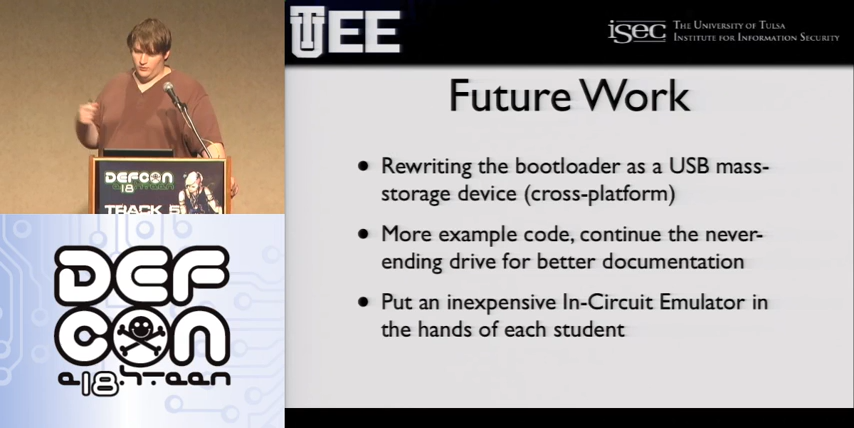 DEFCON
18
TRACK 5
DEF
CON
e18hteen
TU EE
isec THE UNIVERSITY OF TULSA
INSTITUTE FOR INFORMATION SECURITY
Future Work
• Rewriting the bootloader as a USB mass-
storage device (cross-platform)
• More example code, continue the never-
ending drive for better documentation
• Put an inexpensive In-Circuit Emulator in
the hands of each student